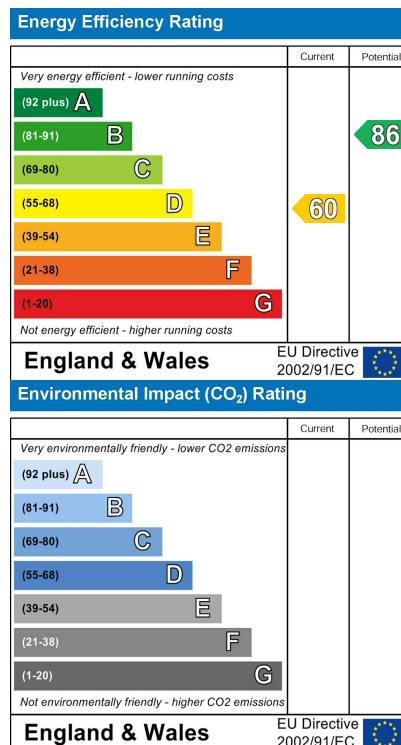 Energy Efficiency Rating
Current Potential
Very energy efficient - lower running costs
(92 plus) A
(81-91) B 86
(69-80) C
(55-68) D 60
(39-54) E
(21-38) F
(1-20) G
Not energy efficient - higher running costs
England & Wales EU Directive
2002/91/EC
Environmental Impact (CO₂) Rating
Current Potential
Very environmentally friendly - lower CO2 emissions
(92 plus) A
(81-91) B
(69-80) C
(55-68) D
(39-54) E
(21-38) F
(1-20) G
Not environmentally friendly - higher CO2 emissions
England & Wales EU Directive
2002/91/EC